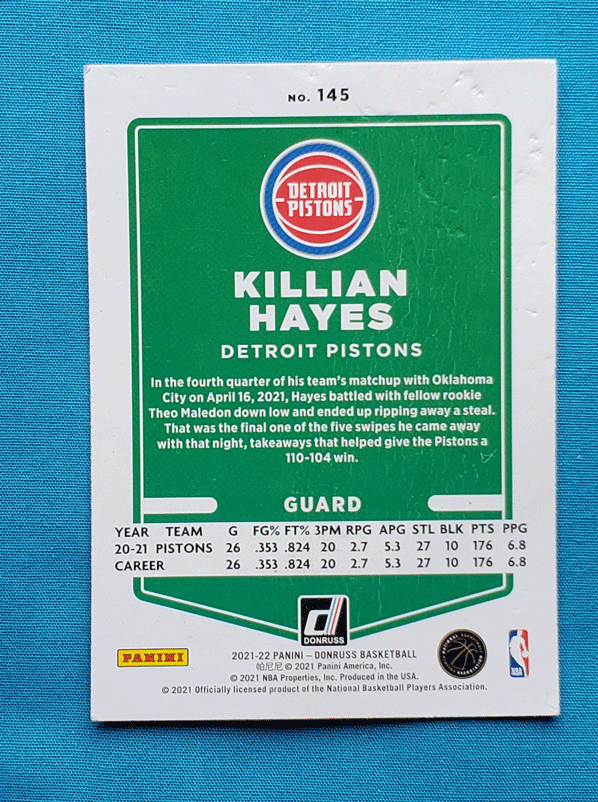 NO. 145
DETROIT
PISTONS
KILLIAN
HAYES
DETROIT PISTONS
In the fourth quarter of his team's matchup with Oklahoma
City on April 16, 2021, Hayes battled with fellow rookie
Theo Maledon down low and ended up ripping away a steal.
That was the final one of the five swipes he came away
with that night, takeaways that helped give the Pistons a
110-104 win.
GUARD
YEAR TEAM G FG% FT% 3PM RPG APG STL BLK PTS PPG
20-21 PISTONS 26 .353 .824 20 2.7 5.3 27 10 176 6.8
CAREER 26 .353 .824 20 2.7 5.3 27 10 176 6.8
DONRUSS
PANINI
2021-22 PANINI – DONRUSS BASKETBALL
帕尼尼 © 2021 Panini America, Inc.
© 2021 NBA Properties, Inc. Produced in the USA.
© 2021 Officially licensed product of the National Basketball Players Association.
NATIONAL BASKETBALL PLAYERS ASSOCIATION
NBA